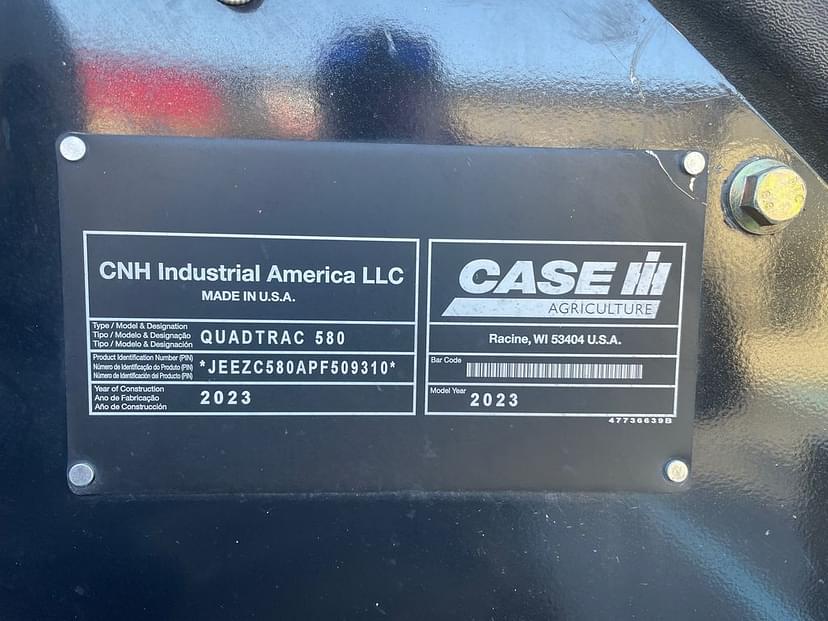 CNH Industrial America LLC
MADE IN U.S.A.
Type / Model & Designation
Tipo / Modelo & Designação
Tipo / Modelo & Designación
QUADTRAC 580
Product Identification Number (PIN)
Número de Identificação do Produto (PIN)
Número de Identificación del Producto (PIN)
*JEEZC580APF509310*
Year of Construction
Ano de Fabricação
Año de Construcción
2023
CASE IH
AGRICULTURE
Racine, WI 53404 U.S.A.
Bar Code
Model Year
2023
47736639B